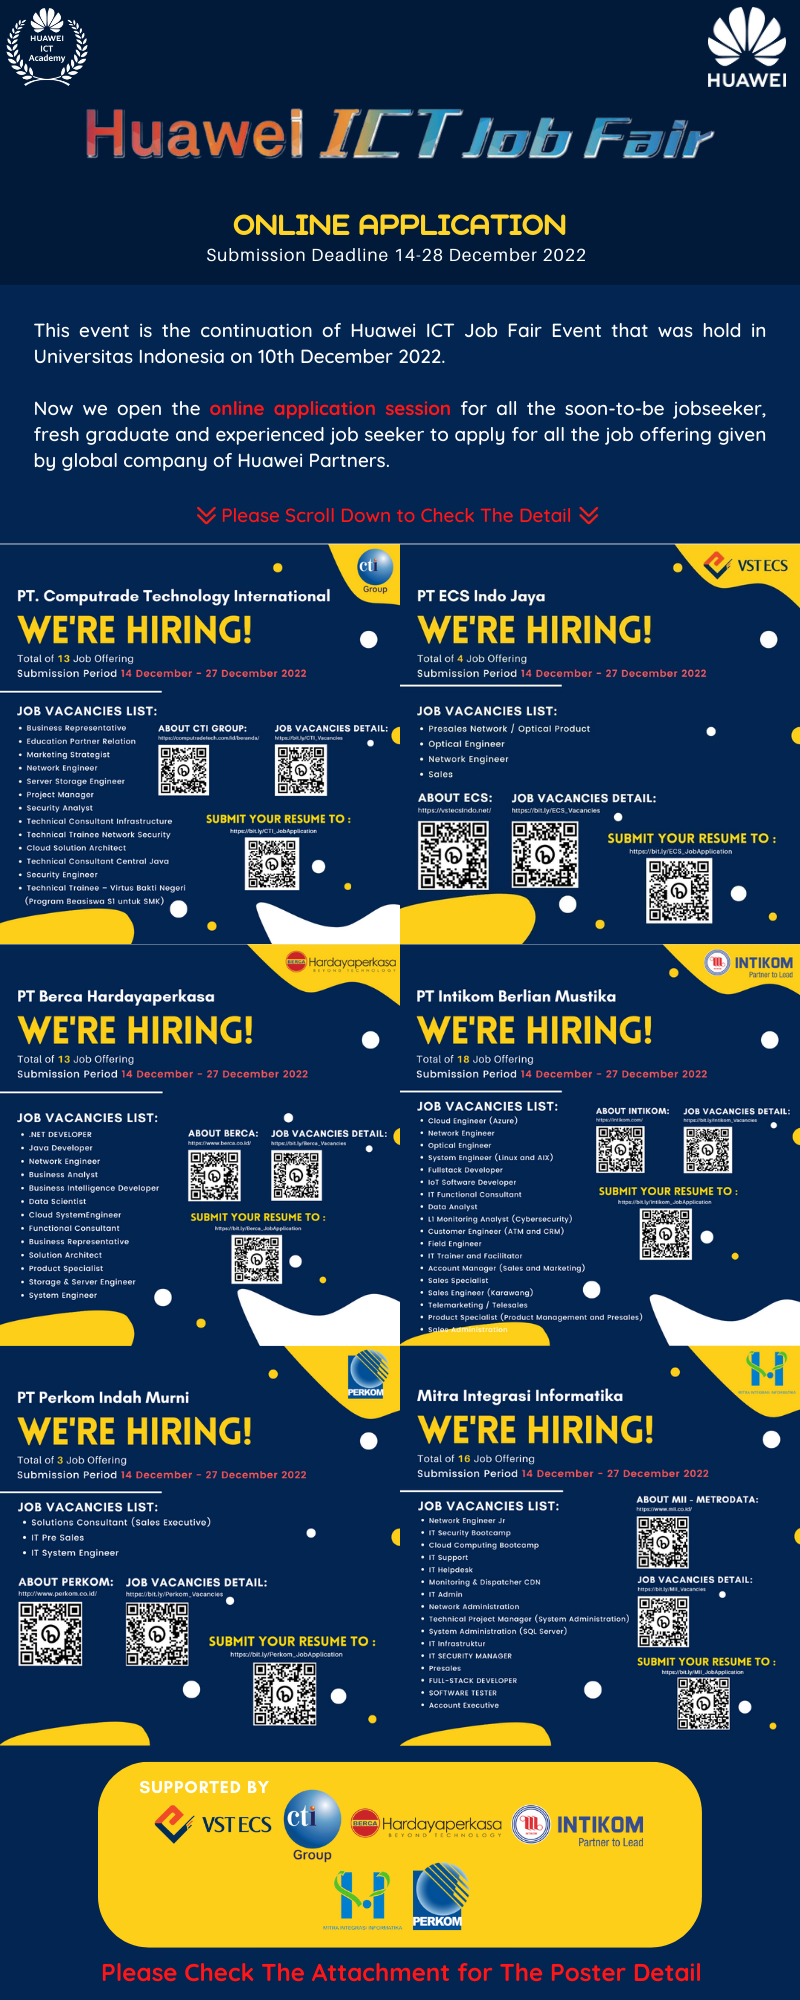 HUAWEI
ICT
Academy
HUAWEI
Huawei ICT Job Fair
ONLINE APPLICATION
Submission Deadline 14-28 December 2022
This event is the continuation of Huawei ICT Job Fair Event that was hold in
Universitas Indonesia on 10th December 2022.
Now we open the online application session for all the soon-to-be jobseeker,
fresh graduate and experienced job seeker to apply for all the job offering given
by global company of Huawei Partners.
Please Scroll Down to Check The Detail
cti
Group
PT. Computrade Technology International
WE'RE HIRING!
Total of 13 Job Offering
Submission Period 14 December - 27 December 2022
JOB VACANCIES LIST:
• Business Representative
• Education Partner Relation
• Marketing Strategist
• Network Engineer
• Server Storage Engineer
• Project Manager
• Security Analyst
• Technical Consultant Infrastructure
• Technical Trainee Network Security
• Cloud Solution Architect
• Technical Consultant Central Java
• Security Engineer
• Technical Trainee – Virtus Bakti Negeri
(Program Beasiswa S1 untuk SMK)
ABOUT CTI GROUP:
https://computradetech.com/id/beranda/
JOB VACANCIES DETAIL:
https://bit.ly/CTI_Vacancies
SUBMIT YOUR RESUME TO :
https://bit.ly/CTI_JobApplication
VSTECS
PT ECS Indo Jaya
WE'RE HIRING!
Total of 4 Job Offering
Submission Period 14 December - 27 December 2022
JOB VACANCIES LIST:
• Presales Network / Optical Product
• Optical Engineer
• Network Engineer
• Sales
ABOUT ECS:
https://vstecsindo.net/
JOB VACANCIES DETAIL:
https://bit.ly/ECS_Vacancies
SUBMIT YOUR RESUME TO :
https://bit.ly/ECS_JobApplication
BERCA Hardayaperkasa
BEYOND TECHNOLOGY
PT Berca Hardayaperkasa
WE'RE HIRING!
Total of 13 Job Offering
Submission Period 14 December - 27 December 2022
JOB VACANCIES LIST:
• .NET DEVELOPER
• Java Developer
• Network Engineer
• Business Analyst
• Business Intelligence Developer
• Data Scientist
• Cloud SystemEngineer
• Functional Consultant
• Business Representative
• Solution Architect
• Product Specialist
• Storage & Server Engineer
• System Engineer
ABOUT BERCA:
https://www.berca.co.id/
JOB VACANCIES DETAIL:
https://bit.ly/Berca_Vacancies
SUBMIT YOUR RESUME TO :
https://bit.ly/Berca_JobApplication
INTIKOM
Partner to Lead
PT Intikom Berlian Mustika
WE'RE HIRING!
Total of 18 Job Offering
Submission Period 14 December - 27 December 2022
JOB VACANCIES LIST:
• Cloud Engineer (Azure)
• Network Engineer
• Optical Engineer
• System Engineer (Linux and AIX)
• Fullstack Developer
• IoT Software Developer
• IT Functional Consultant
• Data Analyst
• L1 Monitoring Analyst (Cybersecurity)
• Customer Engineer (ATM and CRM)
• Field Engineer
• IT Trainer and Facilitator
• Account Manager (Sales and Marketing)
• Sales Specialist
• Sales Engineer (Karawang)
• Telemarketing / Telesales
• Product Specialist (Product Management and Presales)
• Sales Administration
ABOUT INTIKOM:
https://intikom.com/
JOB VACANCIES DETAIL:
https://bit.ly/Intikom_Vacancies
SUBMIT YOUR RESUME TO :
https://bit.ly/Intikom_JobApplication
PERKOM
PT Perkom Indah Murni
WE'RE HIRING!
Total of 3 Job Offering
Submission Period 14 December - 27 December 2022
JOB VACANCIES LIST:
• Solutions Consultant (Sales Executive)
• IT Pre Sales
• IT System Engineer
ABOUT PERKOM:
http://www.perkom.co.id/
JOB VACANCIES DETAIL:
https://bit.ly/Perkom_Vacancies
SUBMIT YOUR RESUME TO :
https://bit.ly/Perkom_JobApplication
MITRA INTEGRASI INFORMATIKA
Mitra Integrasi Informatika
WE'RE HIRING!
Total of 16 Job Offering
Submission Period 14 December - 27 December 2022
JOB VACANCIES LIST:
• Network Engineer Jr
• IT Security Bootcamp
• Cloud Computing Bootcamp
• IT Support
• IT Helpdesk
• Monitoring & Dispatcher CDN
• IT Admin
• Network Administration
• Technical Project Manager (System Administration)
• System Administration (SQL Server)
• IT Infrastruktur
• IT SECURITY MANAGER
• Presales
• FULL-STACK DEVELOPER
• SOFTWARE TESTER
• Account Executive
ABOUT MII - METRODATA:
https://www.mii.co.id/
JOB VACANCIES DETAIL:
https://bit.ly/MII_Vacancies
SUBMIT YOUR RESUME TO :
https://bit.ly/MII_JobApplication
SUPPORTED BY
VSTECS
cti
Group
BERCA Hardayaperkasa
BEYOND TECHNOLOGY
INTIKOM
Partner to Lead
MITRA INTEGRASI INFORMATIKA
PERKOM
Please Check The Attachment for The Poster Detail